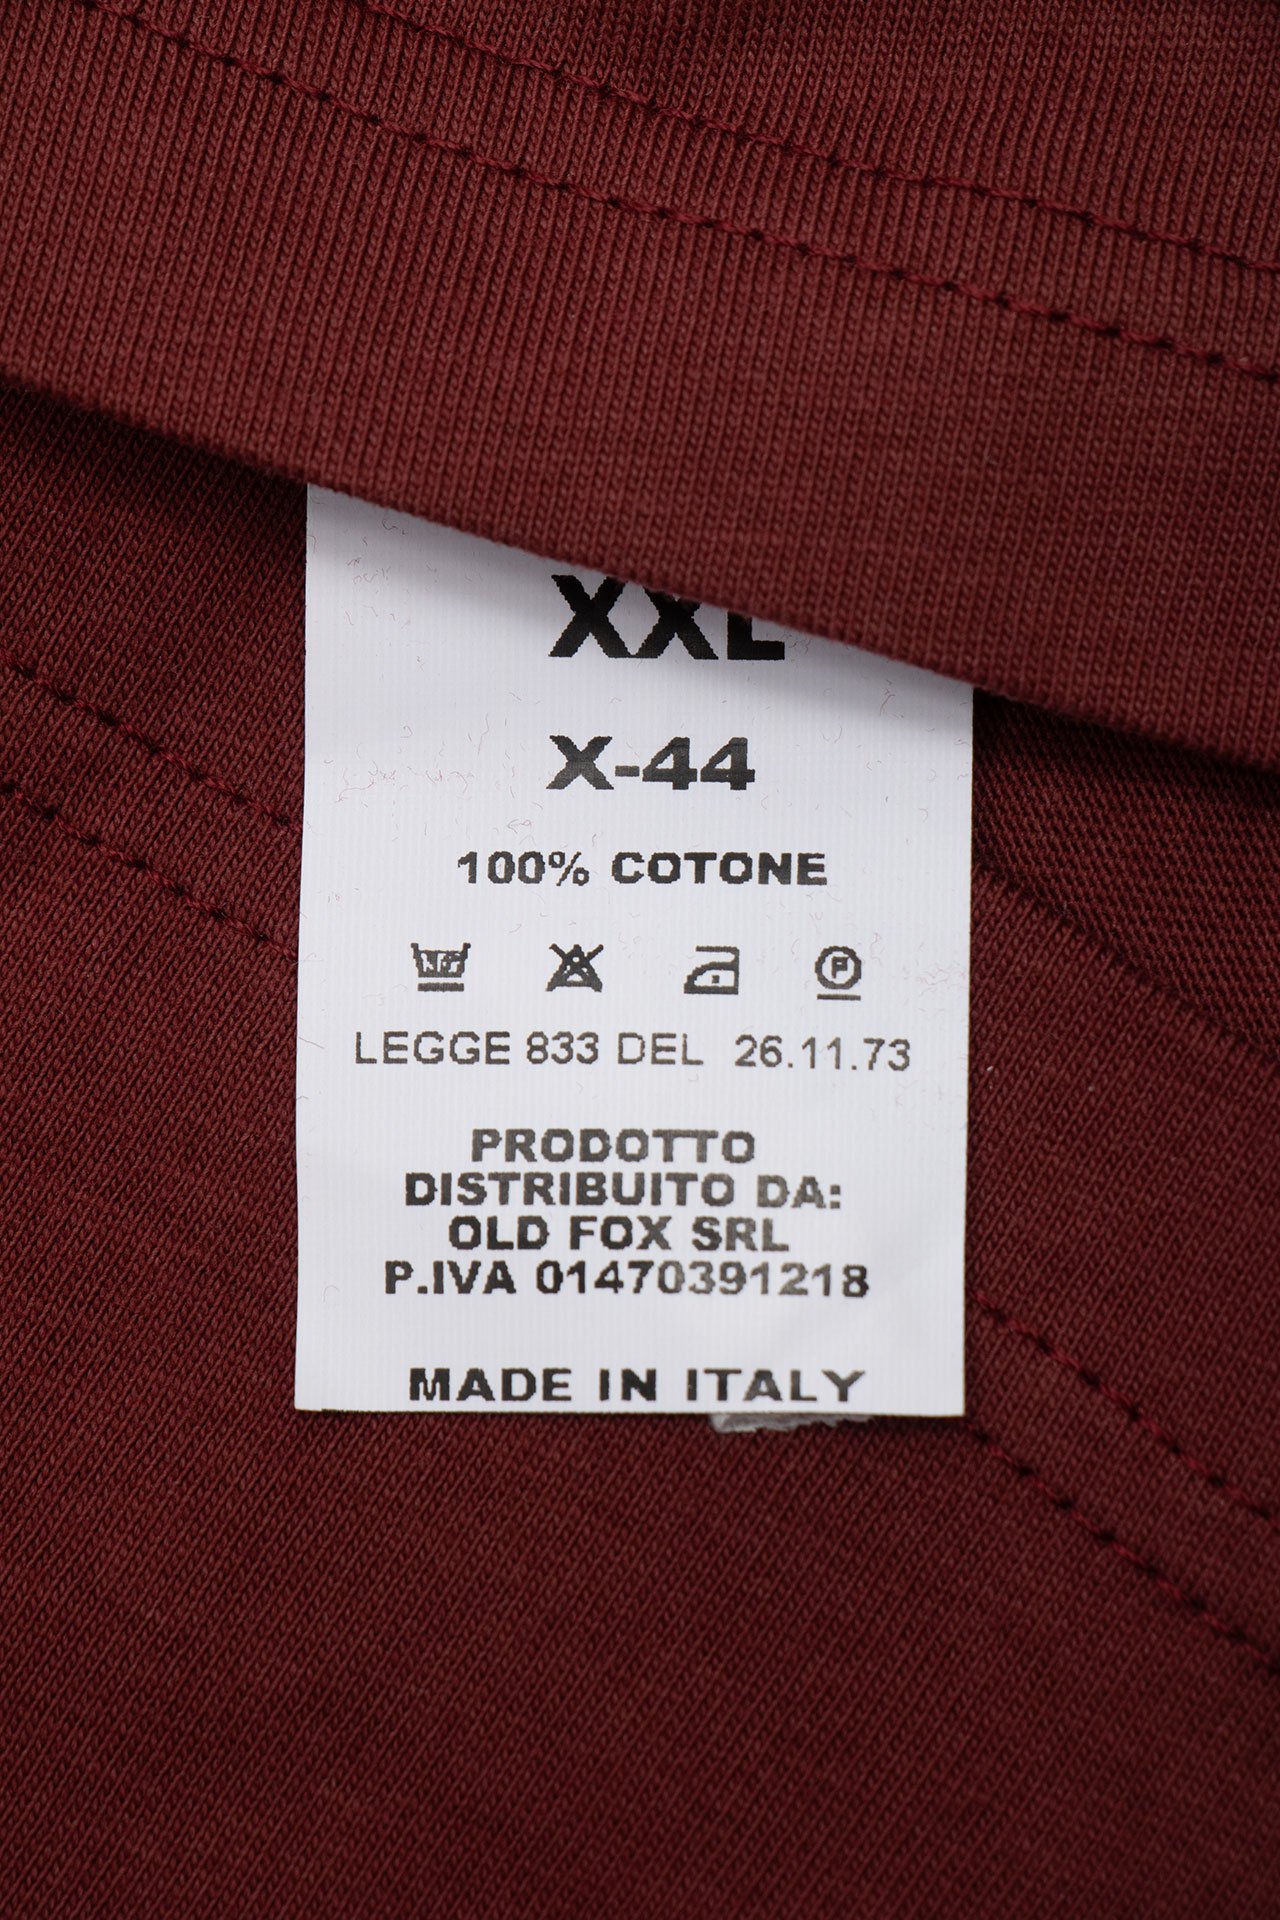 XXL
X-44
100% COTONE
P
LEGGE 833 DEL 26.11.73
PRODOTTO
DISTRIBUITO DA:
OLD FOX SRL
P.IVA 01470391218
MADE IN ITALY